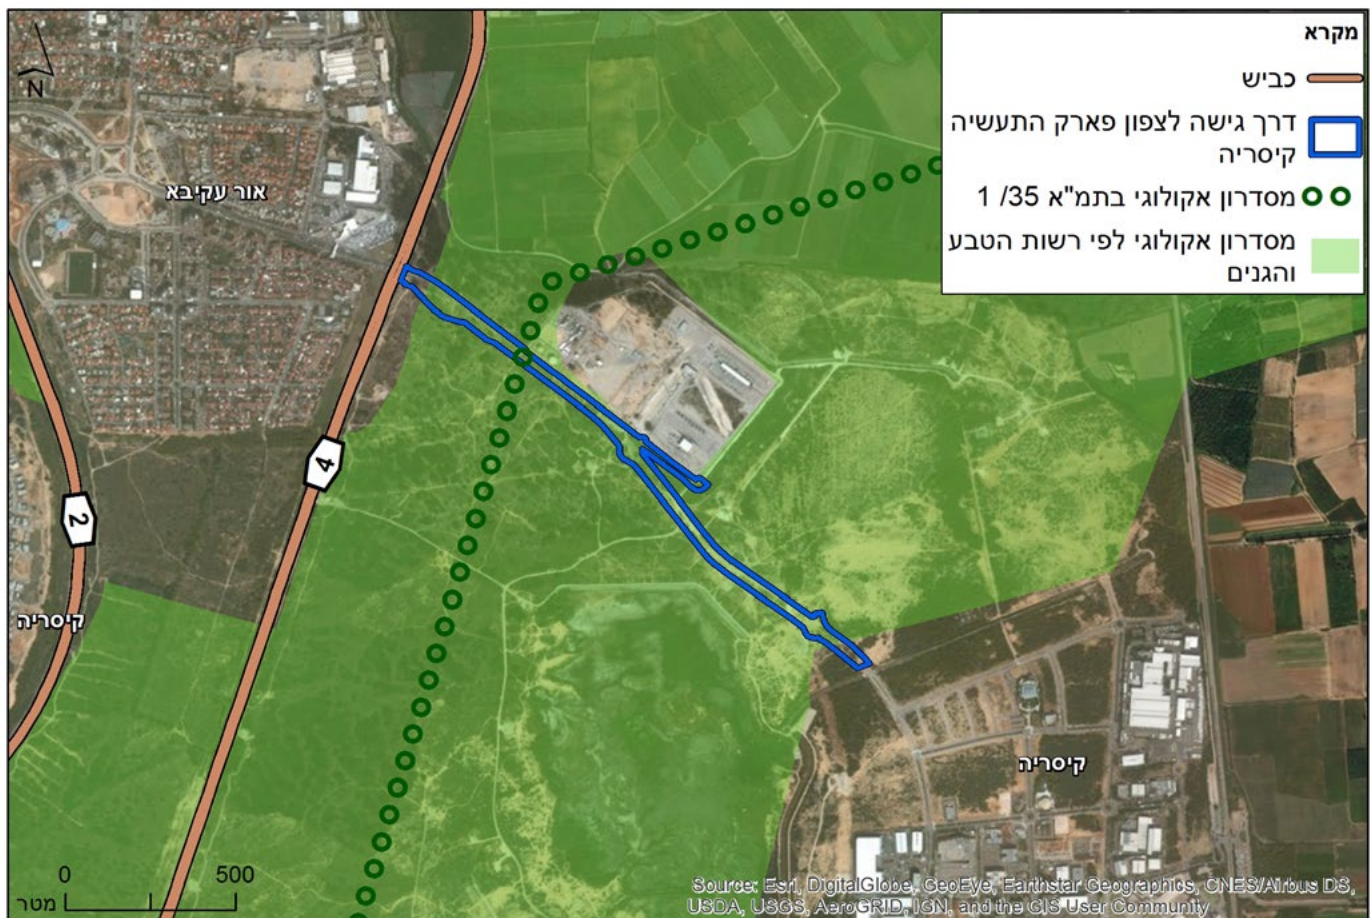 מקרא
כביש
דרך גישה לצפון פארק התעשיה
קיסריה
מסדרון אקולוגי בתמ"א 35/ 1
מסדרון אקולוגי לפי רשות הטבע
והגנים
N
אור עקיבא
4
2
קיסריה
קיסריה
0 500
מטר
Source: Esri, DigitalGlobe, GeoEye, Earthstar Geographics, CNES/Airbus DS,
USDA, USGS, AeroGRID, IGN, and the GIS User Community